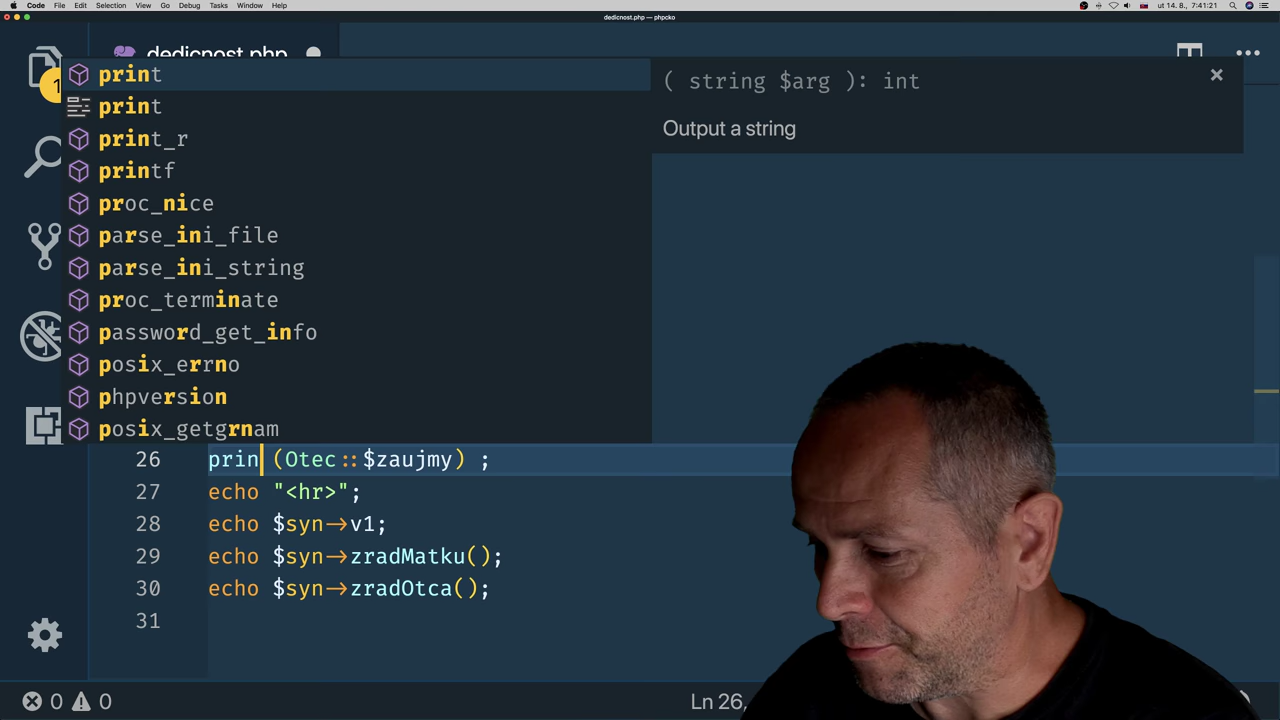 Code File Edit Selection View Go Debug Tasks Window Help
ut 14. 8., 7:41:21
dedicnost.php — phpcko
dedicnost.php
1
print
print
print_r
printf
proc_nice
parse_ini_file
parse_ini_string
proc_terminate
password_get_info
posix_errno
phpversion
posix_getgrnam
( string $arg ): int
Output a string
26 prin (Otec::$zaujmy) ;
27 echo "<hr>";
28 echo $syn->v1;
29 echo $syn->zradMatku();
30 echo $syn->zradOtca();
31
0 0
Ln 26,